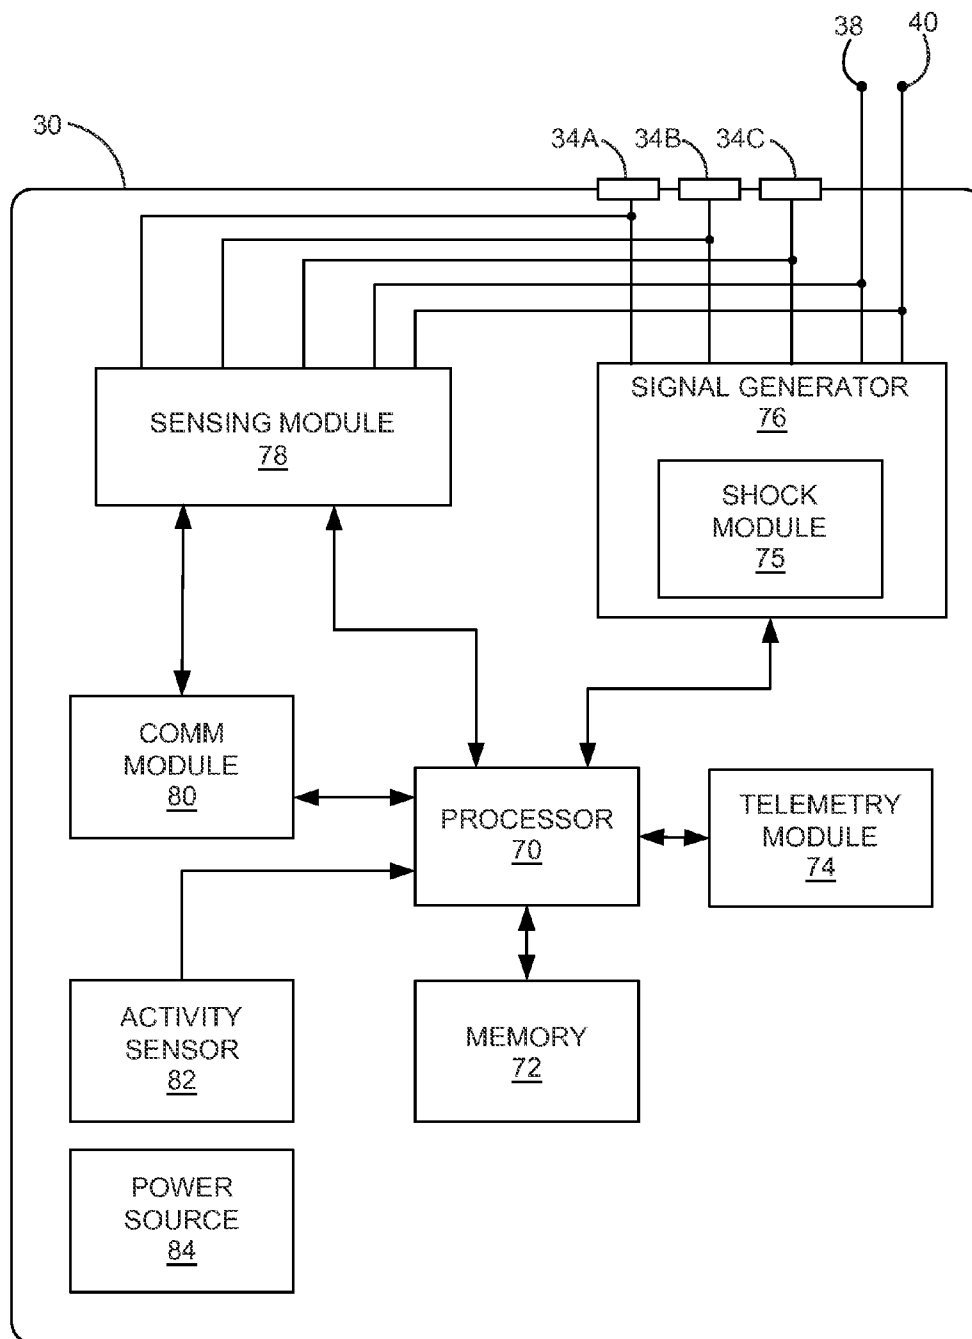 38
40
30
34A
34B
34C
SENSING MODULE
78
SIGNAL GENERATOR
76
SHOCK
MODULE
75
COMM
MODULE
80
PROCESSOR
70
TELEMETRY
MODULE
74
ACTIVITY
SENSOR
82
MEMORY
72
POWER
SOURCE
84